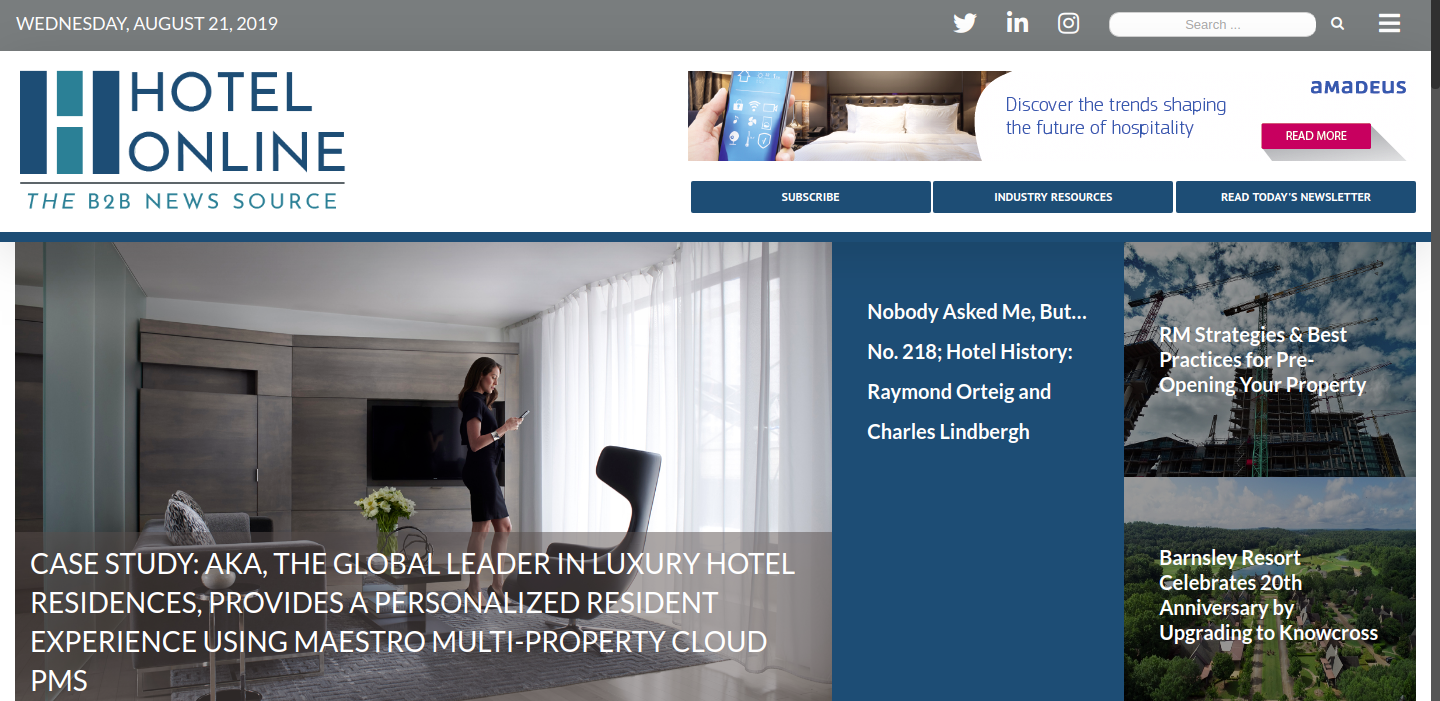 WEDNESDAY, AUGUST 21, 2019
Search ...
HOTEL
ONLINE
THE B2B NEWS SOURCE
Discover the trends shaping
the future of hospitality
amaDEUS
READ MORE
SUBSCRIBE
INDUSTRY RESOURCES
READ TODAY'S NEWSLETTER
CASE STUDY: AKA, THE GLOBAL LEADER IN LUXURY HOTEL
RESIDENCES, PROVIDES A PERSONALIZED RESIDENT
EXPERIENCE USING MAESTRO MULTI-PROPERTY CLOUD
PMS
Nobody Asked Me, But...
No. 218; Hotel History:
Raymond Orteig and
Charles Lindbergh
RM Strategies & Best
Practices for Pre-
Opening Your Property
Barnsley Resort
Celebrates 20th
Anniversary by
Upgrading to Knowcross